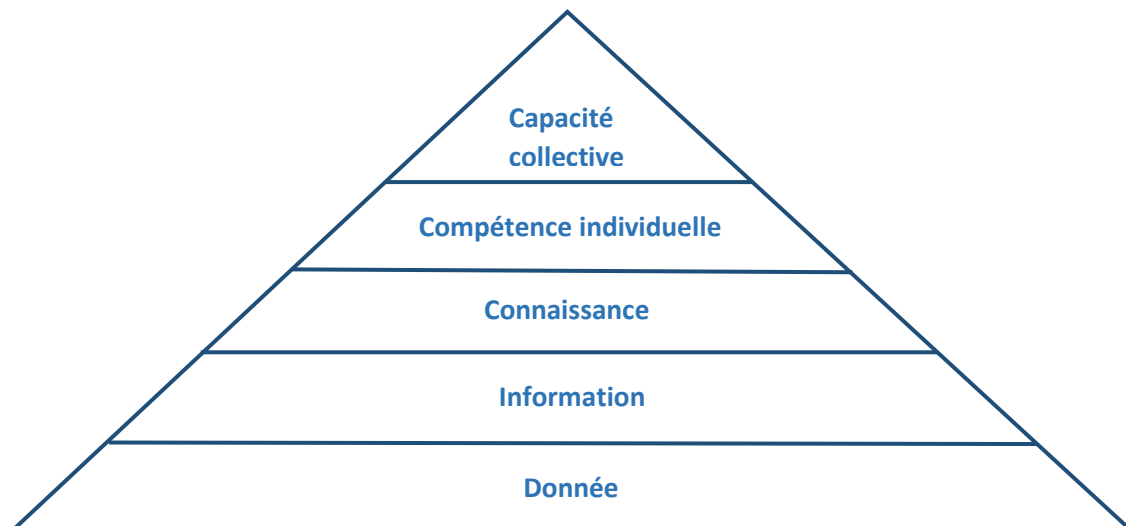 Capacité
collective
Compétence individuelle
Connaissance
Information
Donnée